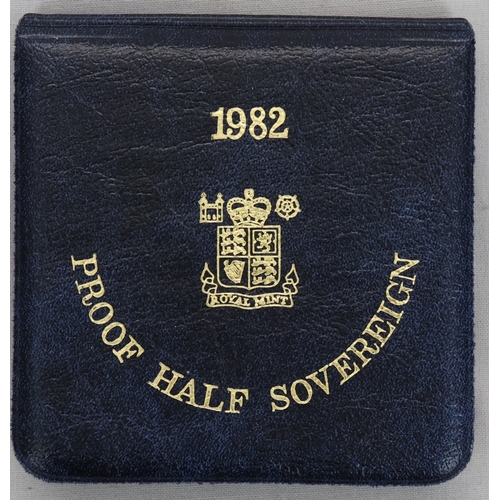 1982
ROYAL MINT
PROOF HALF SOVEREIGN